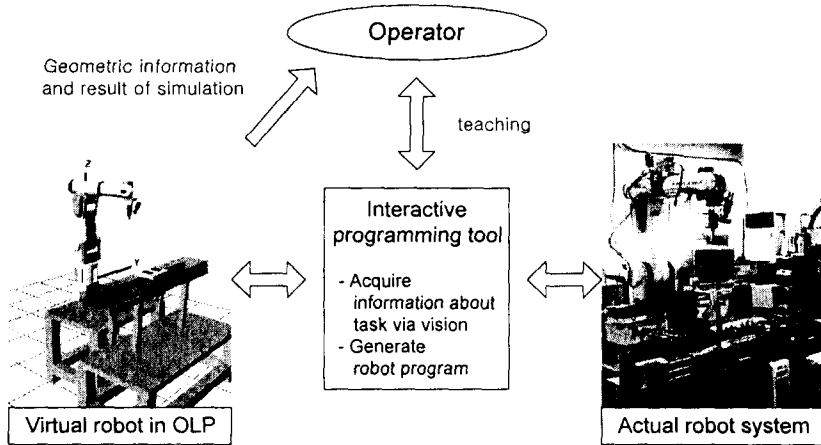 Operator
Geometric information
and result of simulation
teaching
Z
Y
Interactive
programming tool
- Acquire
information about
task via vision
- Generate
robot program
Virtual robot in OLP
Actual robot system